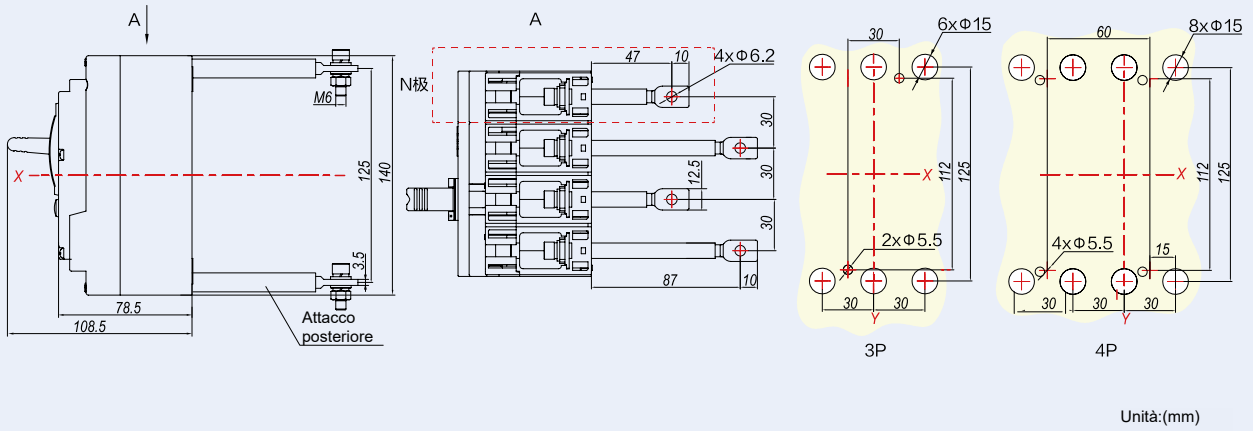 A
M6
X
125
140
3.5
78.5
108.5
Attacco
posteriore
A
N极
47
10
4xΦ6.2
30
30
12.5
30
87
10
30
6xΦ15
X
112
125
2xΦ5.5
30
30
Y
3P
60
8xΦ15
X
112
125
4xΦ5.5
15
30
30
30
Y
Y
4P
Unità:(mm)